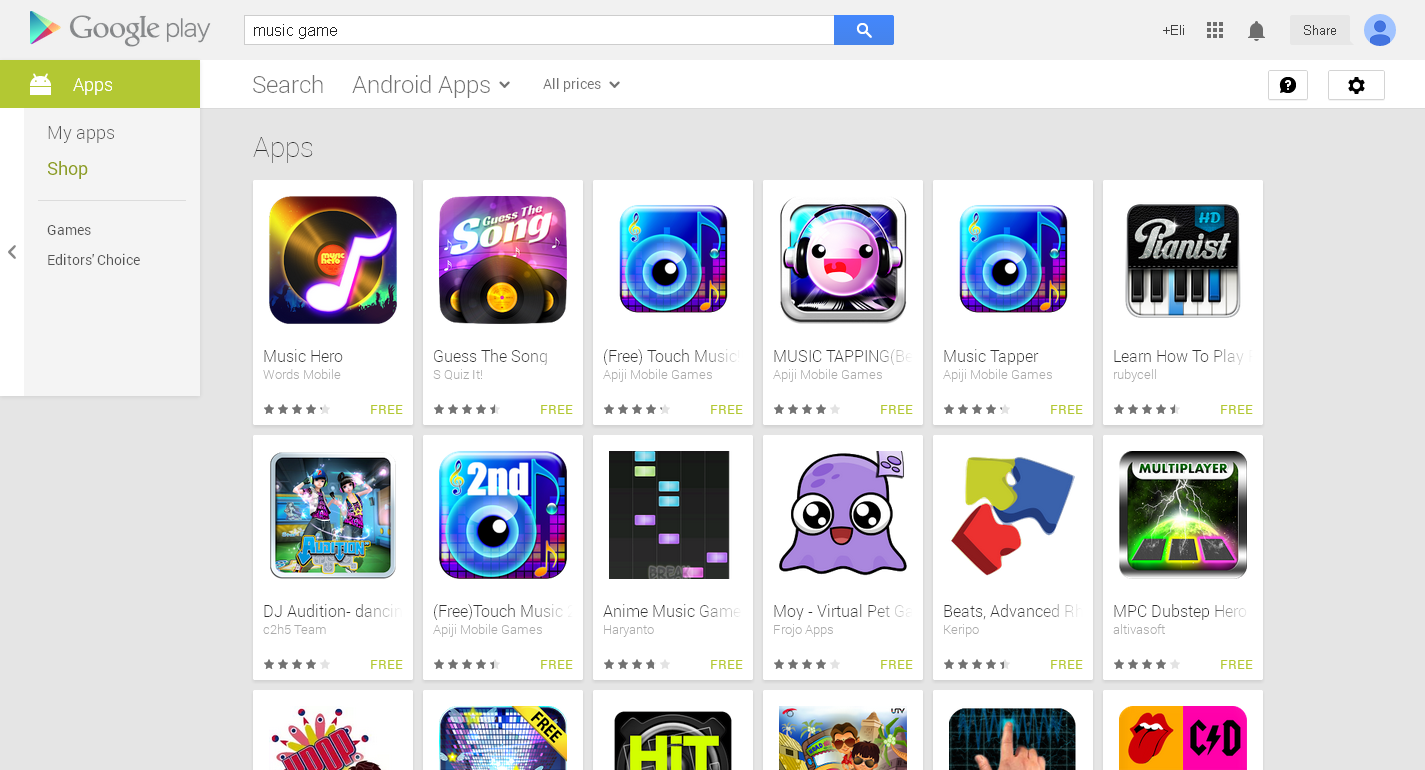 Google play
music game
+Eli
Share
Apps
Search
Android Apps
All prices
My apps
Shop
Games
Editors' Choice
Apps
music hero
Guess The Song
HD
Pianist
Music Hero
Words Mobile
FREE
Guess The Song
S Quiz It!
FREE
(Free) Touch Music
Apiji Mobile Games
FREE
MUSIC TAPPING(Be
Apiji Mobile Games
FREE
Music Tapper
Apiji Mobile Games
FREE
Learn How To Play
rubycell
FREE
AUDITION
2nd
BREAK
MULTIPLAYER
DJ Audition- dancin
c2h5 Team
FREE
(Free)Touch Music 2
Apiji Mobile Games
FREE
Anime Music Game
Haryanto
FREE
Moy - Virtual Pet Ga
Frojo Apps
FREE
Beats, Advanced Rh
Keripo
FREE
MPC Dubstep Hero
altivasoft
FREE
FREE
HiT
UTV
C D